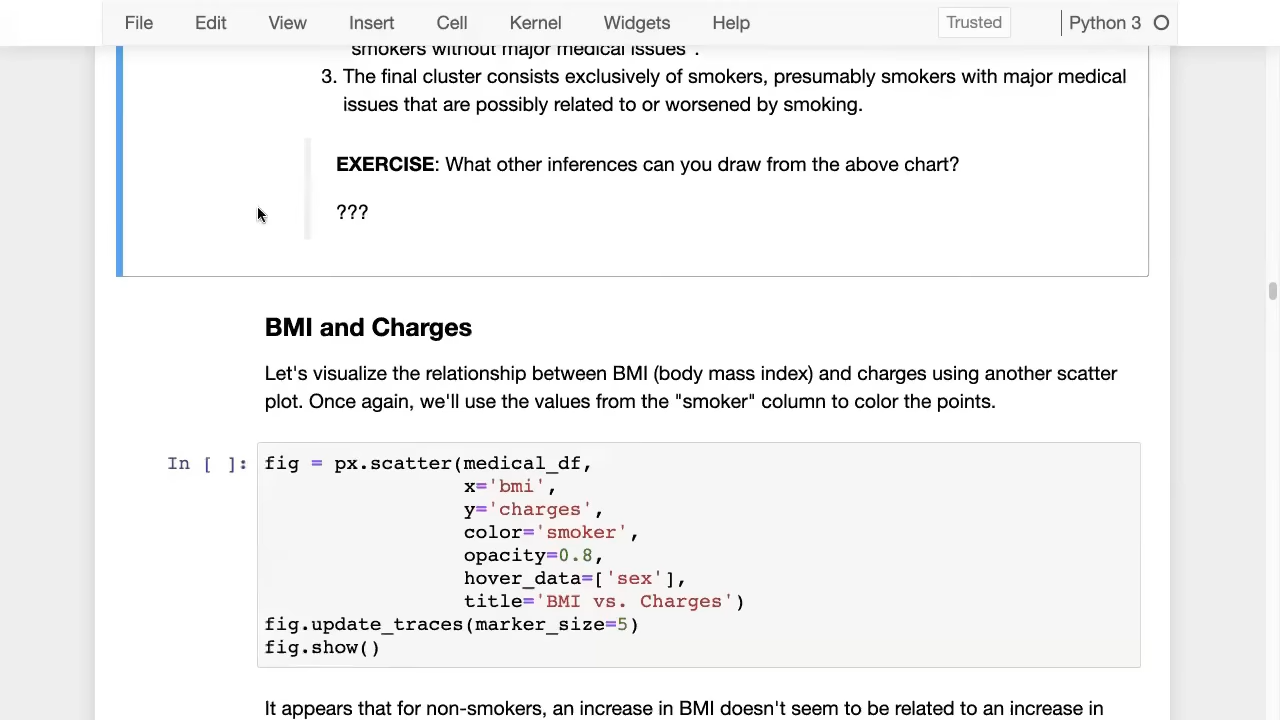 File Edit View Insert Cell Kernel Widgets Help Trusted Python 3
"smokers without major medical issues".
3. The final cluster consists exclusively of smokers, presumably smokers with major medical
issues that are possibly related to or worsened by smoking.
EXERCISE: What other inferences can you draw from the above chart?
???
BMI and Charges
Let's visualize the relationship between BMI (body mass index) and charges using another scatter
plot. Once again, we'll use the values from the "smoker" column to color the points.
In [ ]: fig = px.scatter(medical_df,
x='bmi',
y='charges',
color='smoker',
opacity=0.8,
hover_data=['sex'],
title='BMI vs. Charges')
fig.update_traces(marker_size=5)
fig.show()
It appears that for non-smokers, an increase in BMI doesn't seem to be related to an increase in